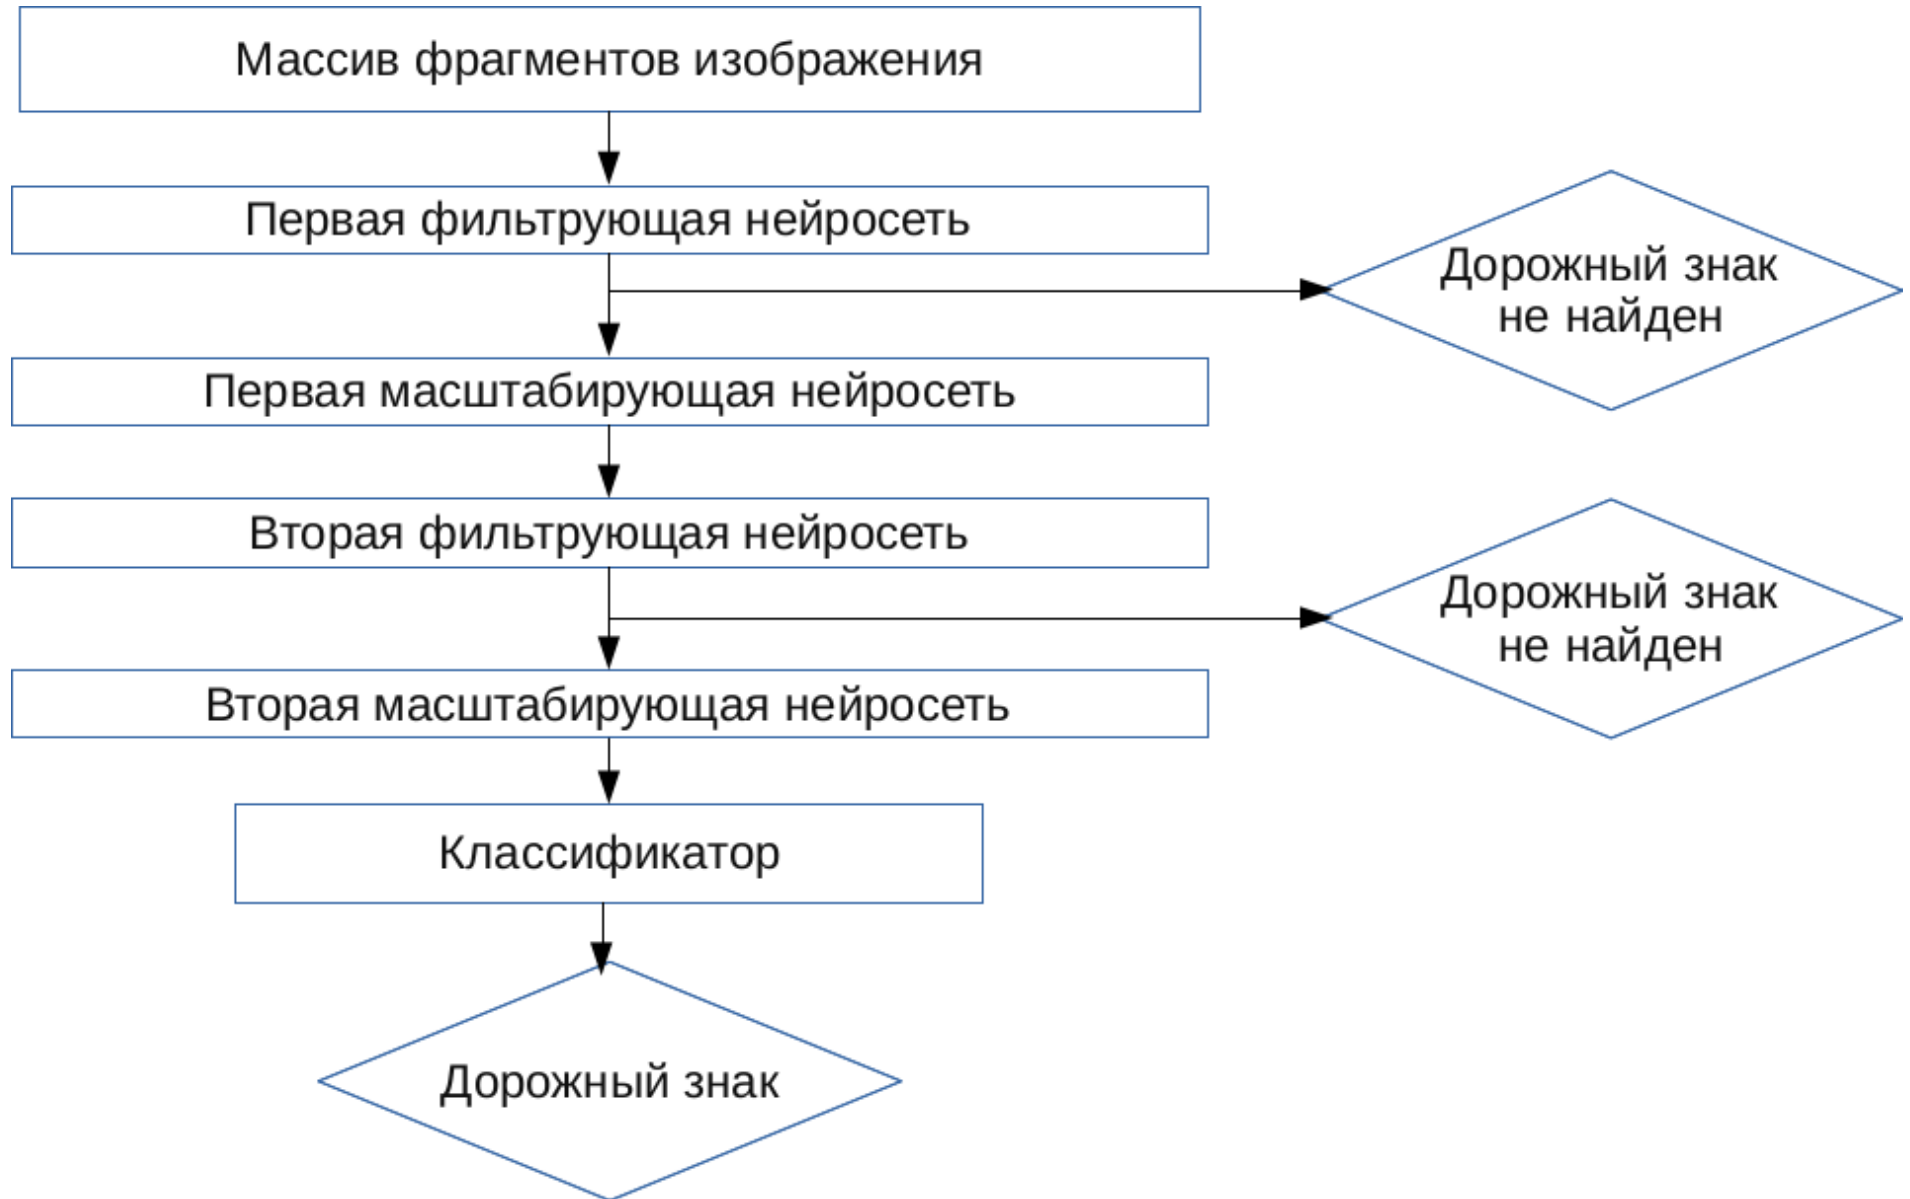 Массив фрагментов изображения
Первая фильтрующая нейросеть
Дорожный знак
не найден
Первая масштабирующая нейросеть
Вторая фильтрующая нейросеть
Дорожный знак
не найден
Вторая масштабирующая нейросеть
Классификатор
Дорожный знак